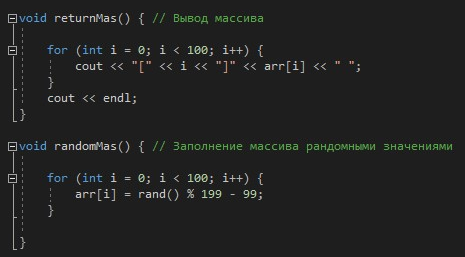 void returnMas() { // Вывод массива
for (int i = 0; i < 100; i++) {
cout << "[" << i << "]" << arr[i] << " ";
}
cout << endl;
}
void randomMas() { // Заполнение массива рандомными значениями
for (int i = 0; i < 100; i++) {
arr[i] = rand() % 199 - 99;
}
}